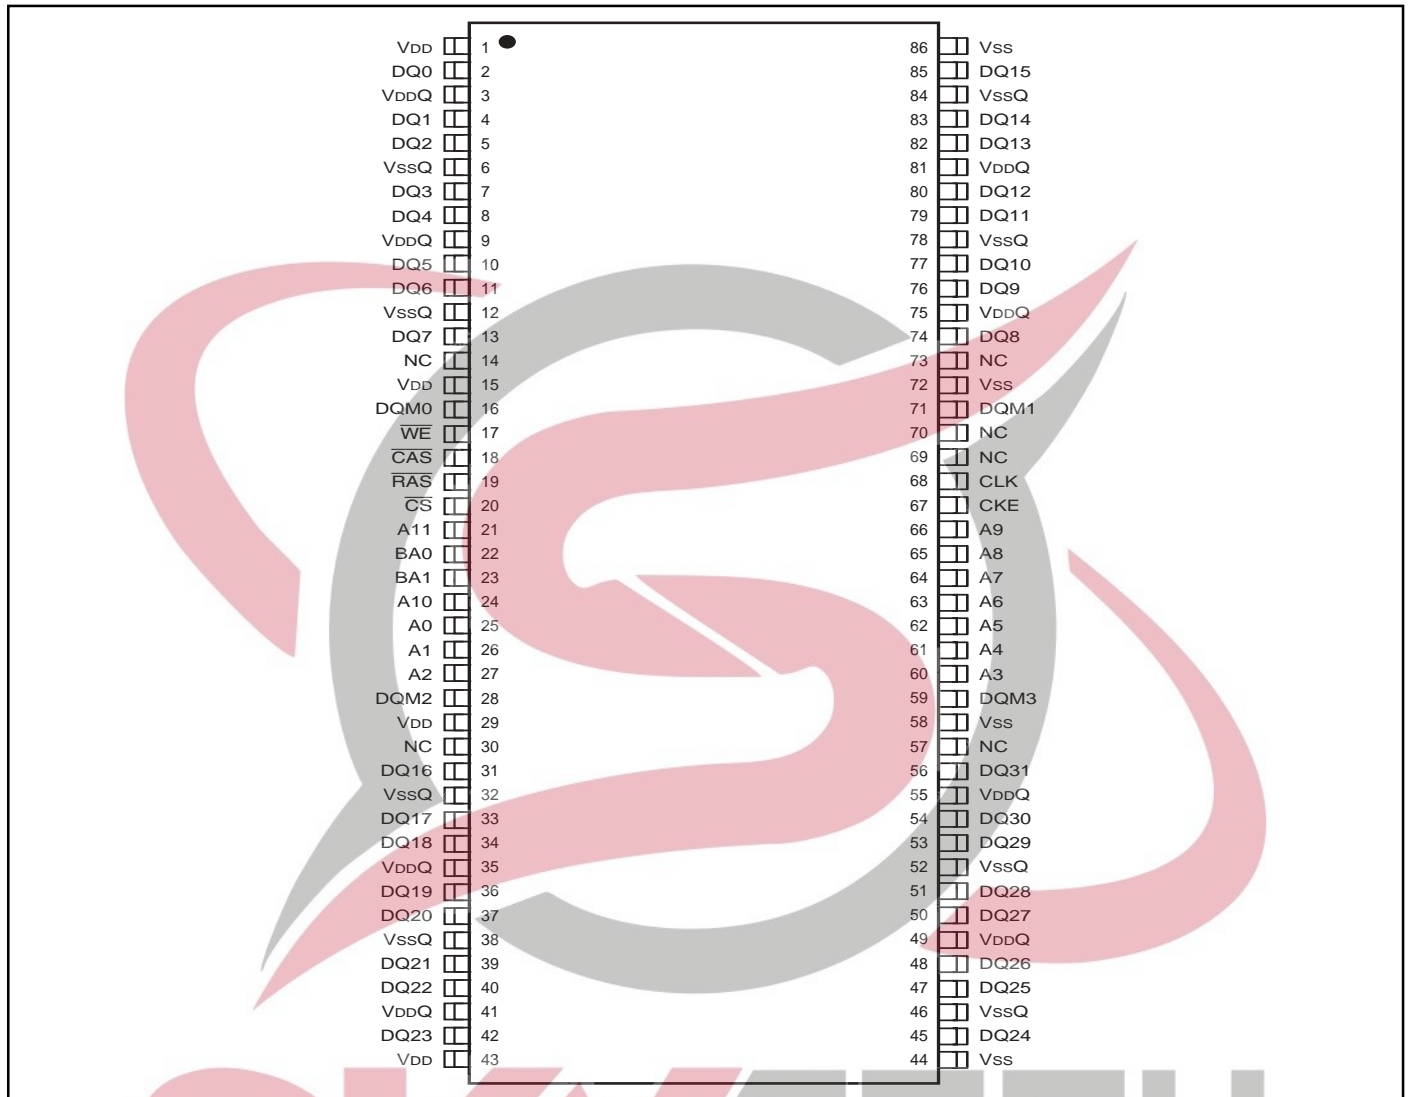 VDD 1 86 VSS
DQ0 2 85 DQ15
VDDQ 3 84 VSSQ
DQ1 4 83 DQ14
DQ2 5 82 DQ13
VSSQ 6 81 VDDQ
DQ3 7 80 DQ12
DQ4 8 79 DQ11
VDDQ 9 78 VSSQ
DQ5 10 77 DQ10
DQ6 11 76 DQ9
VSSQ 12 75 VDDQ
DQ7 13 74 DQ8
NC 14 73 NC
VDD 15 72 VSS
DQM0 16 71 DQM1
WE 17 70 NC
CAS 18 69 NC
RAS 19 68 CLK
CS 20 67 CKE
A11 21 66 A9
BA0 22 65 A8
BA1 23 64 A7
A10 24 63 A6
A0 25 62 A5
A1 26 61 A4
A2 27 60 A3
DQM2 28 59 DQM3
VDD 29 58 VSS
NC 30 57 NC
DQ16 31 56 DQ31
VSSQ 32 55 VDDQ
DQ17 33 54 DQ30
DQ18 34 53 DQ29
VDDQ 35 52 VSSQ
DQ19 36 51 DQ28
DQ20 37 50 DQ27
VSSQ 38 49 VDDQ
DQ21 39 48 DQ26
DQ22 40 47 DQ25
VDDQ 41 46 VSSQ
DQ23 42 45 DQ24
VDD 43 44 VSS